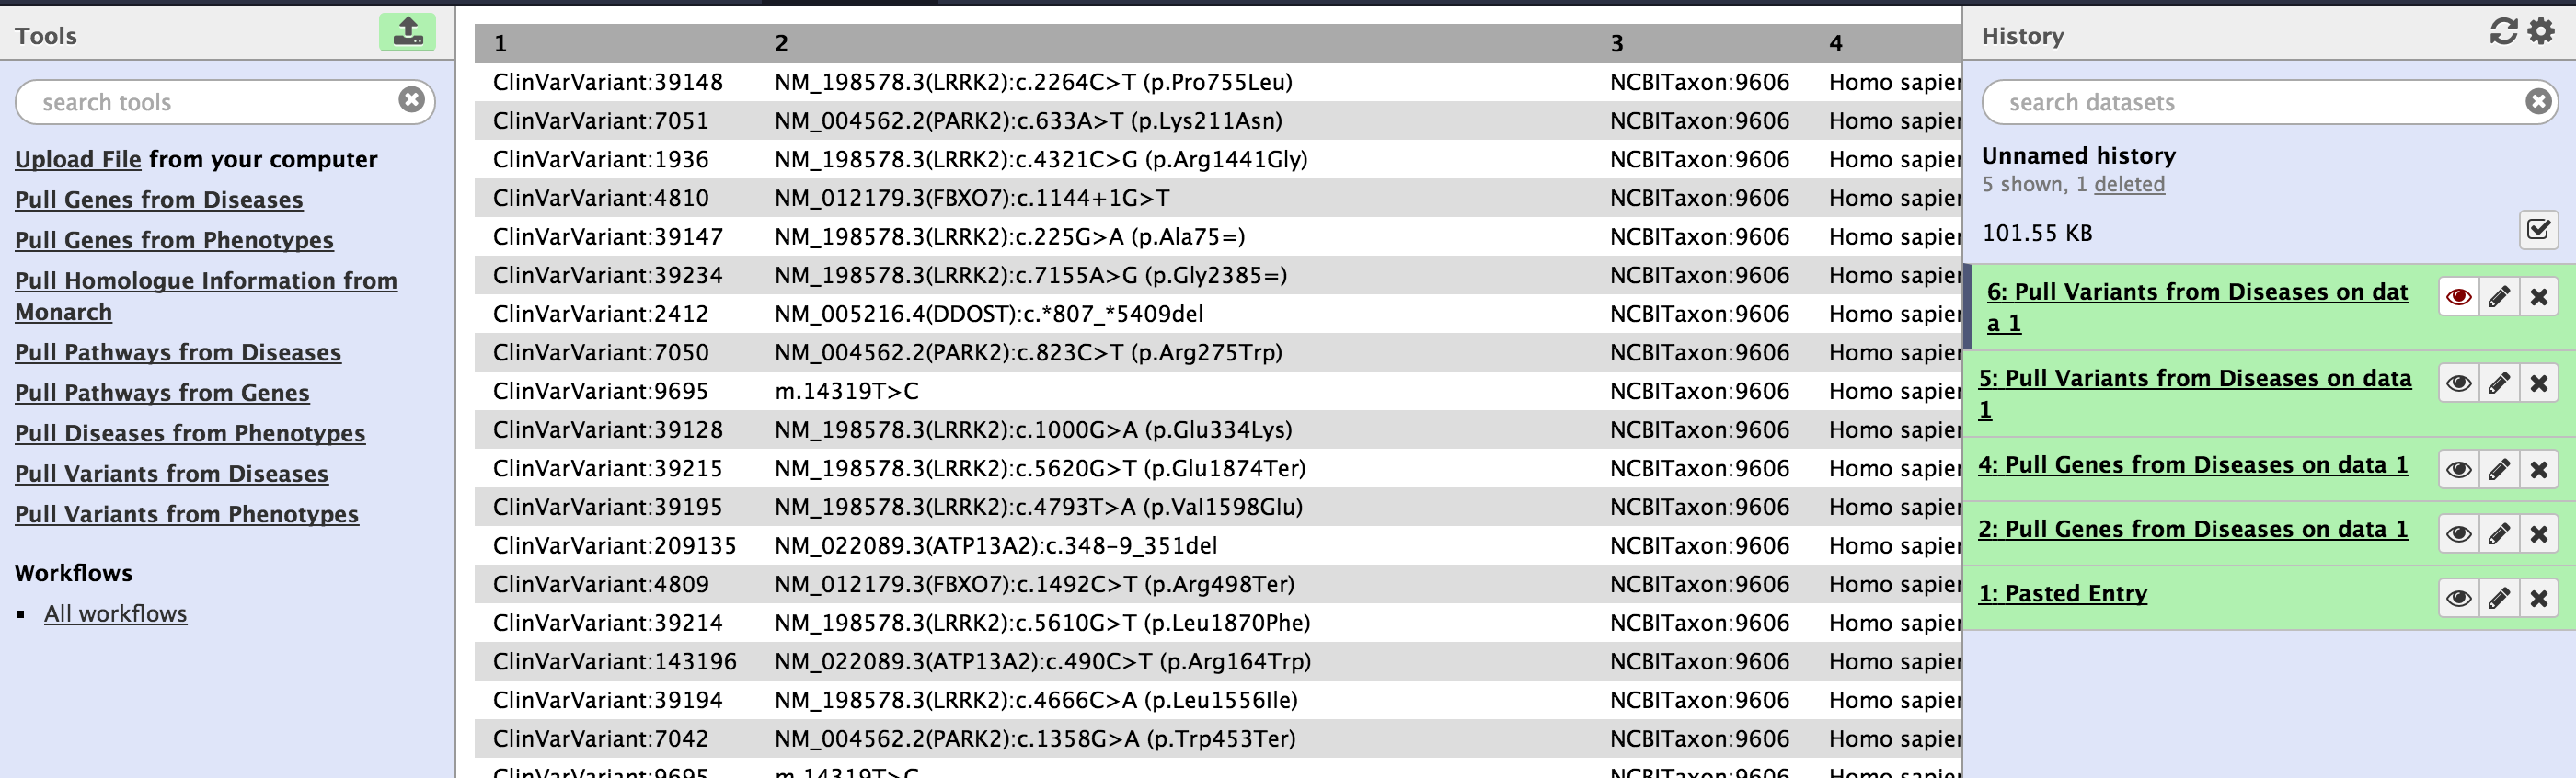 Tools
search tools
Upload File from your computer
Pull Genes from Diseases
Pull Genes from Phenotypes
Pull Homologue Information from
Monarch
Pull Pathways from Diseases
Pull Pathways from Genes
Pull Diseases from Phenotypes
Pull Variants from Diseases
Pull Variants from Phenotypes
Workflows
All workflows
1 2 3 4
ClinVarVariant:39148 NM_198578.3(LRRK2):c.2264C>T (p.Pro755Leu) NCBITaxon:9606 Homo sapier
ClinVarVariant:7051 NM_004562.2(PARK2):c.633A>T (p.Lys211Asn) NCBITaxon:9606 Homo sapier
ClinVarVariant:1936 NM_198578.3(LRRK2):c.4321C>G (p.Arg1441Gly) NCBITaxon:9606 Homo sapier
ClinVarVariant:4810 NM_012179.3(FBXO7):c.1144+1G>T NCBITaxon:9606 Homo sapier
ClinVarVariant:39147 NM_198578.3(LRRK2):c.225G>A (p.Ala75=) NCBITaxon:9606 Homo sapier
ClinVarVariant:39234 NM_198578.3(LRRK2):c.7155A>G (p.Gly2385=) NCBITaxon:9606 Homo sapier
ClinVarVariant:2412 NM_005216.4(DDOST):c.*807_*5409del NCBITaxon:9606 Homo sapier
ClinVarVariant:7050 NM_004562.2(PARK2):c.823C>T (p.Arg275Trp) NCBITaxon:9606 Homo sapier
ClinVarVariant:9695 m.14319T>C NCBITaxon:9606 Homo sapier
ClinVarVariant:39128 NM_198578.3(LRRK2):c.1000G>A (p.Glu334Lys) NCBITaxon:9606 Homo sapier
ClinVarVariant:39215 NM_198578.3(LRRK2):c.5620G>T (p.Glu1874Ter) NCBITaxon:9606 Homo sapier
ClinVarVariant:39195 NM_198578.3(LRRK2):c.4793T>A (p.Val1598Glu) NCBITaxon:9606 Homo sapier
ClinVarVariant:209135 NM_022089.3(ATP13A2):c.348-9_351del NCBITaxon:9606 Homo sapier
ClinVarVariant:4809 NM_012179.3(FBXO7):c.1492C>T (p.Arg498Ter) NCBITaxon:9606 Homo sapier
ClinVarVariant:39214 NM_198578.3(LRRK2):c.5610G>T (p.Leu1870Phe) NCBITaxon:9606 Homo sapier
ClinVarVariant:143196 NM_022089.3(ATP13A2):c.490C>T (p.Arg164Trp) NCBITaxon:9606 Homo sapier
ClinVarVariant:39194 NM_198578.3(LRRK2):c.4666C>A (p.Leu1556Ile) NCBITaxon:9606 Homo sapier
ClinVarVariant:7042 NM_004562.2(PARK2):c.1358G>A (p.Trp453Ter) NCBITaxon:9606 Homo sapier
ClinVarVariant:9695 m.14319T>C NCBITaxon:9606 Homo sapier
History
search datasets
Unnamed history
5 shown, 1 deleted
101.55 KB
6: Pull Variants from Diseases on dat
a 1
5: Pull Variants from Diseases on data
1
4: Pull Genes from Diseases on data 1
2: Pull Genes from Diseases on data 1
1: Pasted Entry